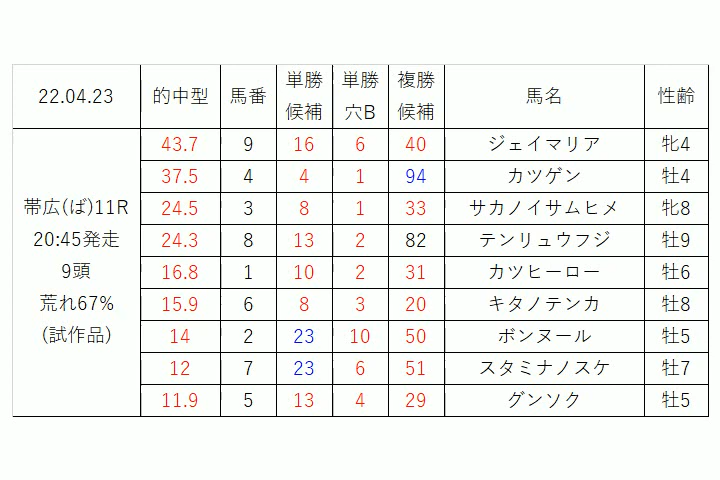 22.04.23 的中型 馬番 単勝候補 単勝穴B 複勝候補 馬名 性齢
帯広(ば)11R
20:45発走
9頭
荒れ67%
(試作品)
43.7 9 16 6 40 ジェイマリア 牝4
37.5 4 4 1 94 カツゲン 牡4
24.5 3 8 1 33 サカノイサムヒメ 牝8
24.3 8 13 2 82 テンリュウフジ 牡9
16.8 1 10 2 31 カツヒーロー 牡6
15.9 6 8 3 20 キタノテンカ 牡8
14 2 23 10 50 ボンヌール 牡5
12 7 23 6 51 スタミナノスケ 牡7
11.9 5 13 4 29 グンソク 牡5